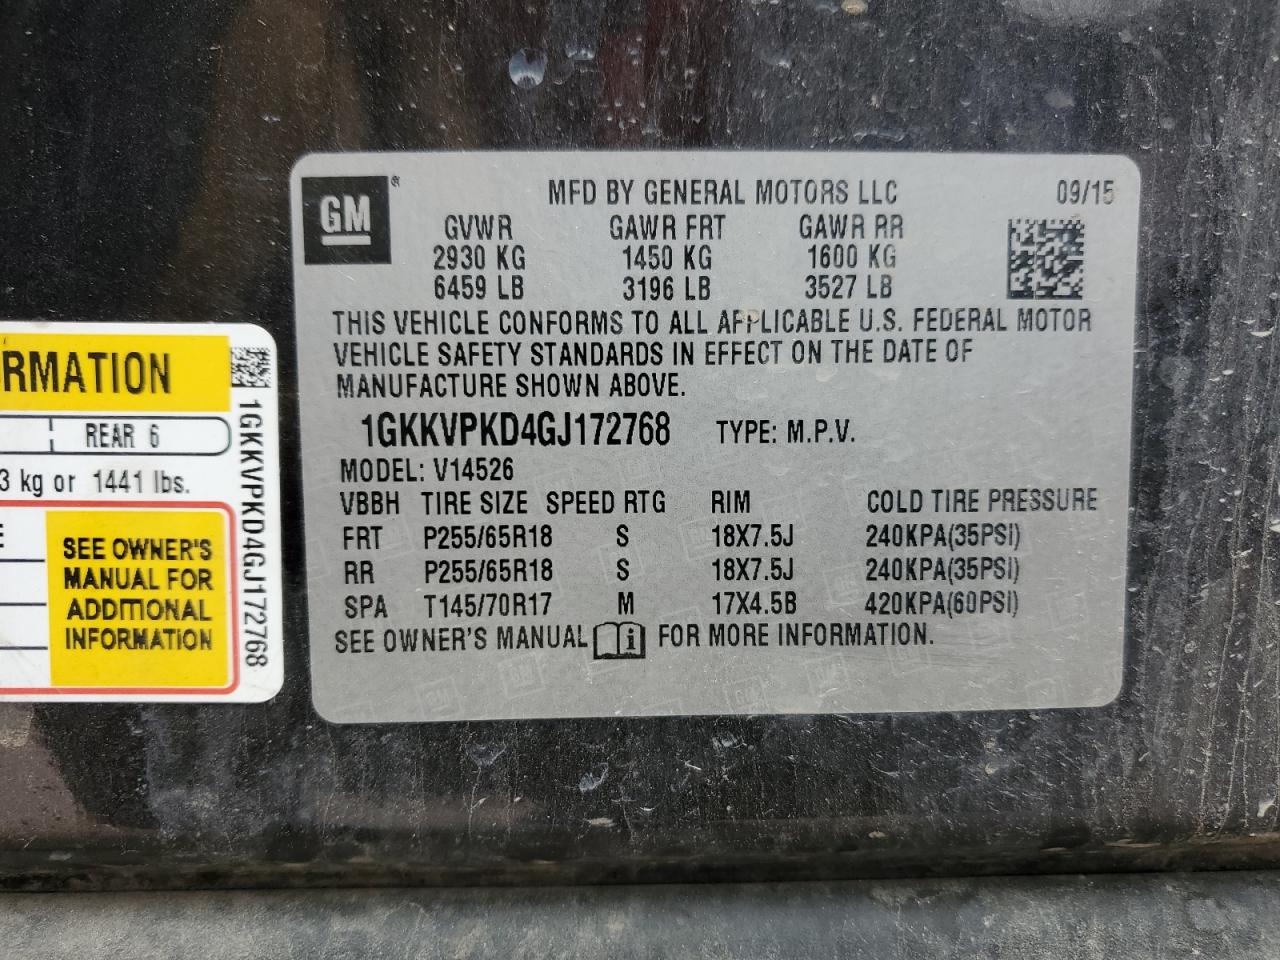 GM®
MFD BY GENERAL MOTORS LLC 09/15
GVWR GAWR FRT GAWR RR
2930 KG 1450 KG 1600 KG
6459 LB 3196 LB 3527 LB
THIS VEHICLE CONFORMS TO ALL APPLICABLE U.S. FEDERAL MOTOR
VEHICLE SAFETY STANDARDS IN EFFECT ON THE DATE OF
MANUFACTURE SHOWN ABOVE.
1GKKVPKD4GJ172768 TYPE: M.P.V.
MODEL: V14526
VBBH TIRE SIZE SPEED RTG RIM COLD TIRE PRESSURE
FRT P255/65R18 S 18X7.5J 240KPA(35PSI)
RR P255/65R18 S 18X7.5J 240KPA(35PSI)
SPA T145/70R17 M 17X4.5B 420KPA(60PSI)
SEE OWNER'S MANUAL FOR MORE INFORMATION.
RMATION
REAR 6
3 kg or 1441 lbs.
E
SEE OWNER'S
MANUAL FOR
ADDITIONAL
INFORMATION
1GKKVPKD4GJ172768